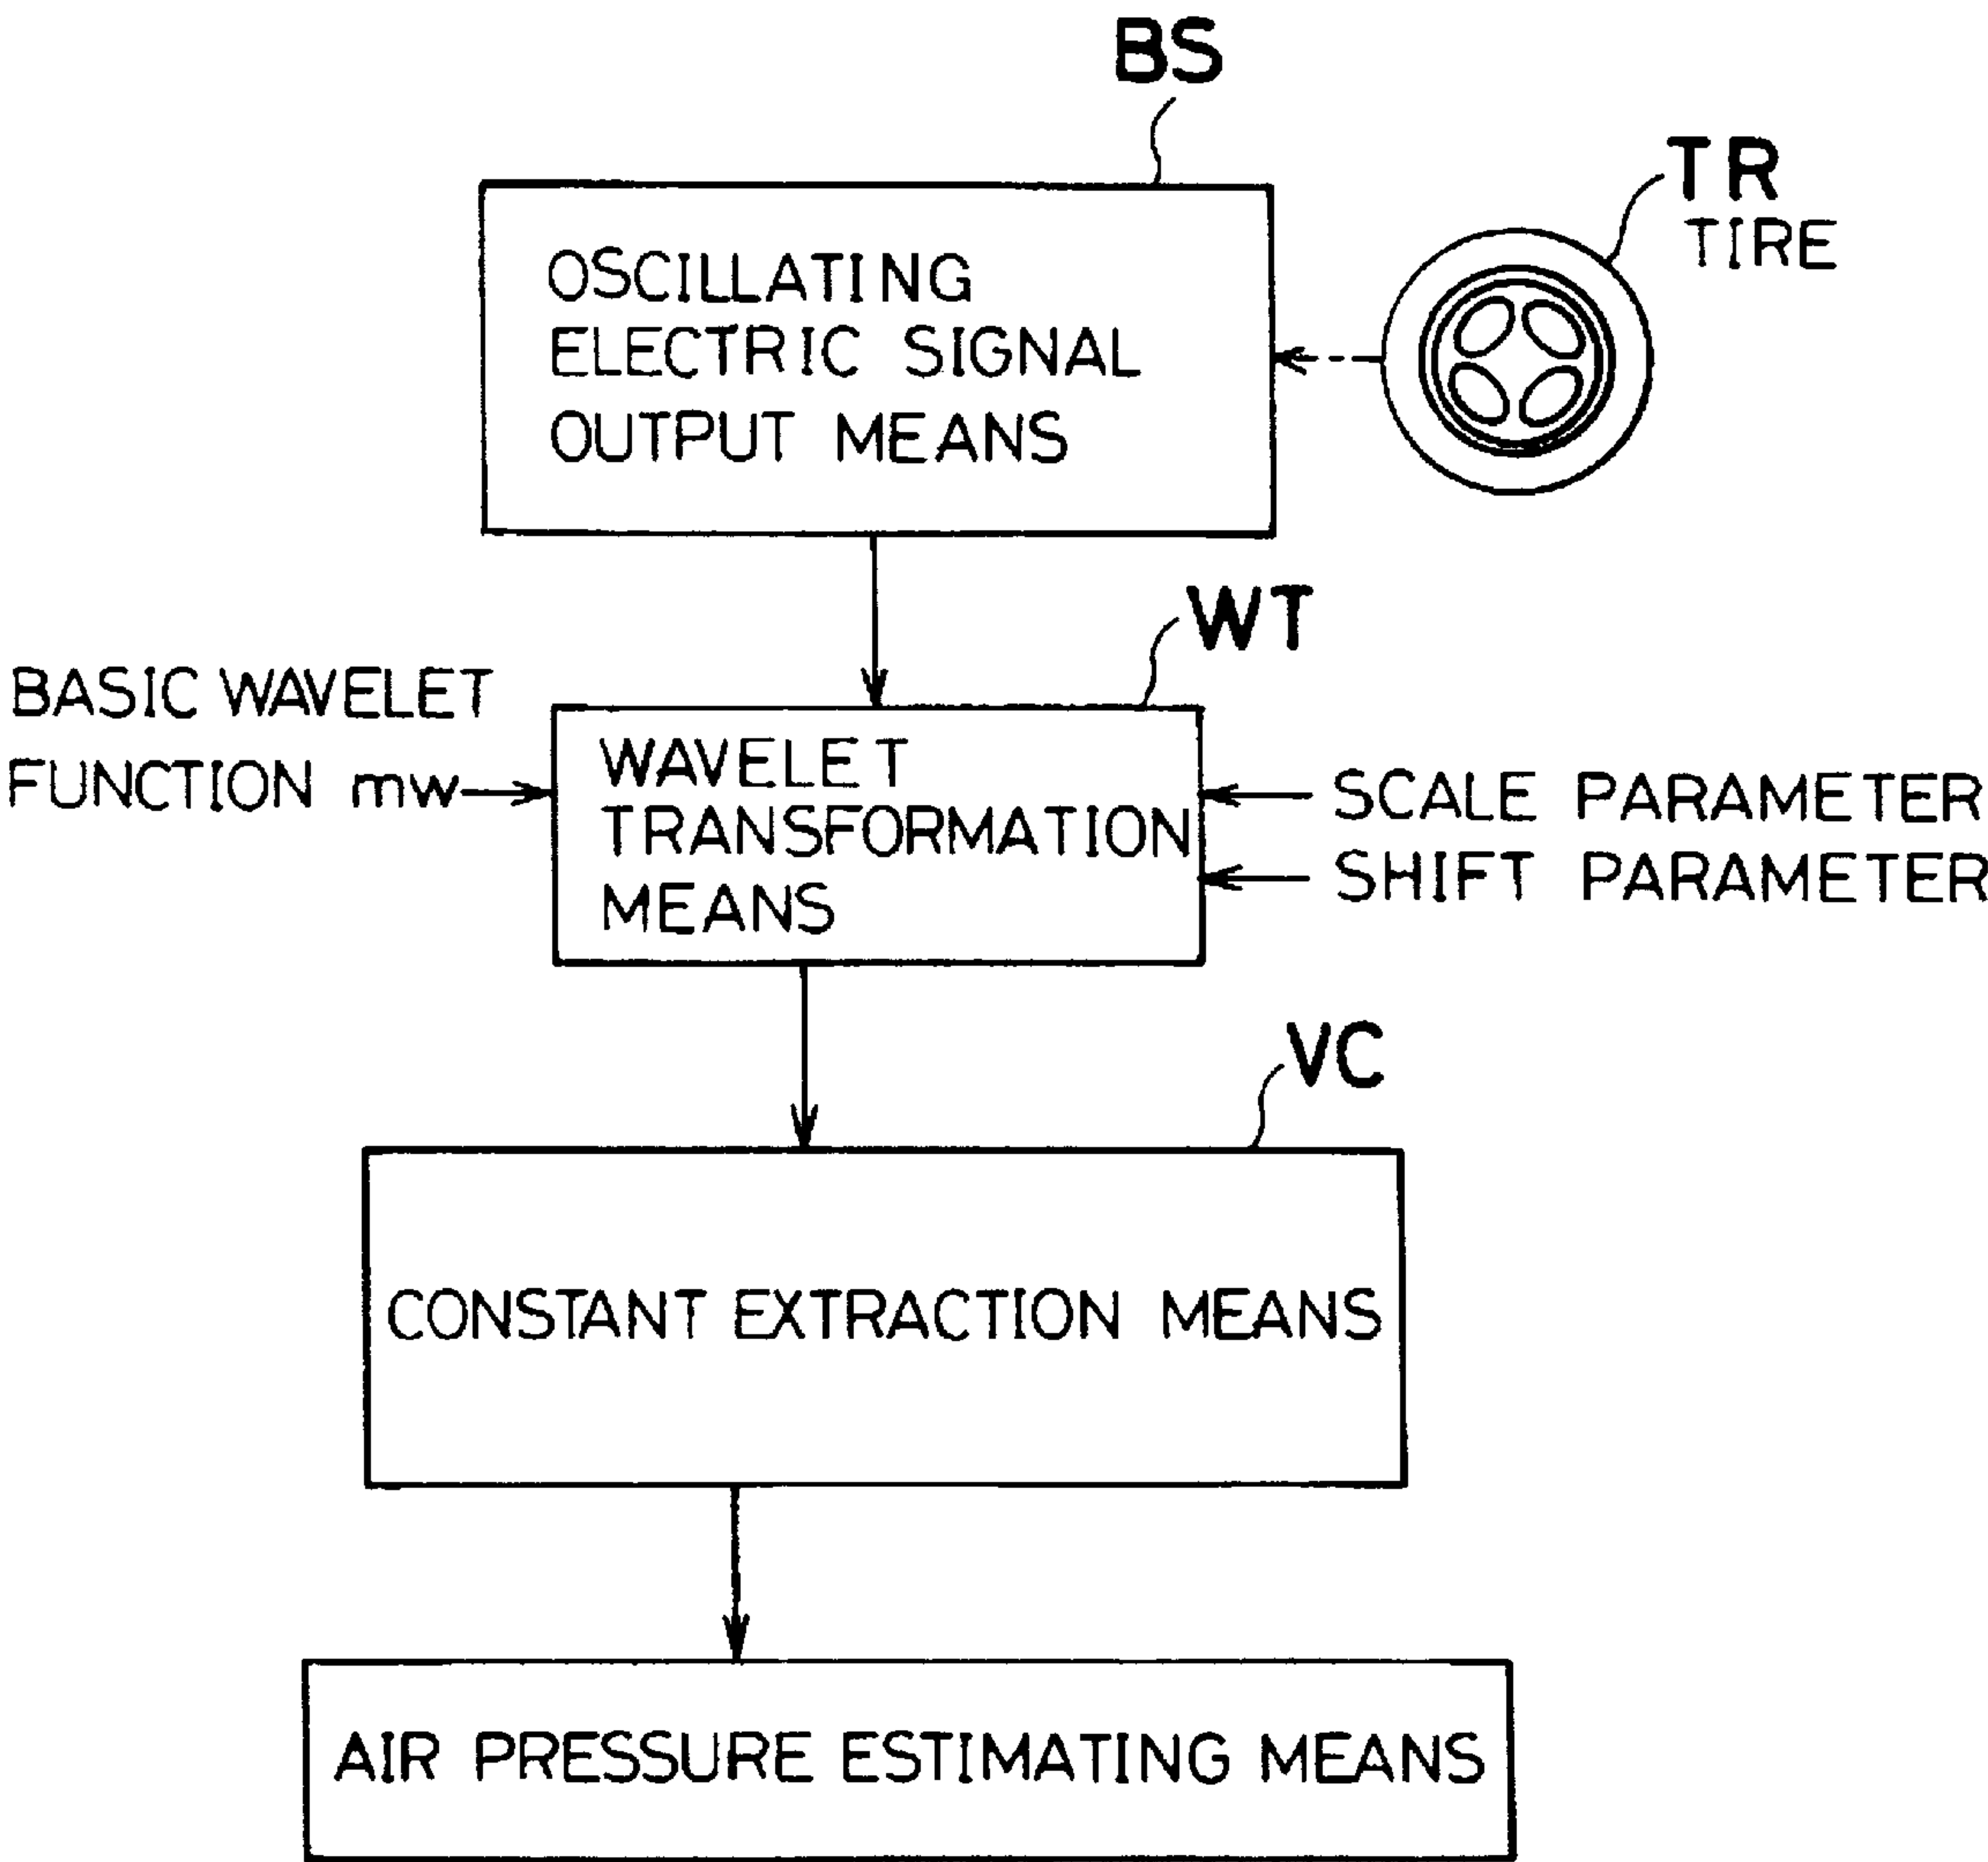 BS
TR
TIRE
OSCILLATING
ELECTRIC SIGNAL
OUTPUT MEANS
WT
BASIC WAVELET
FUNCTION mw
WAVELET
TRANSFORMATION
MEANS
SCALE PARAMETER
SHIFT PARAMETER
VC
CONSTANT EXTRACTION MEANS
AIR PRESSURE ESTIMATING MEANS